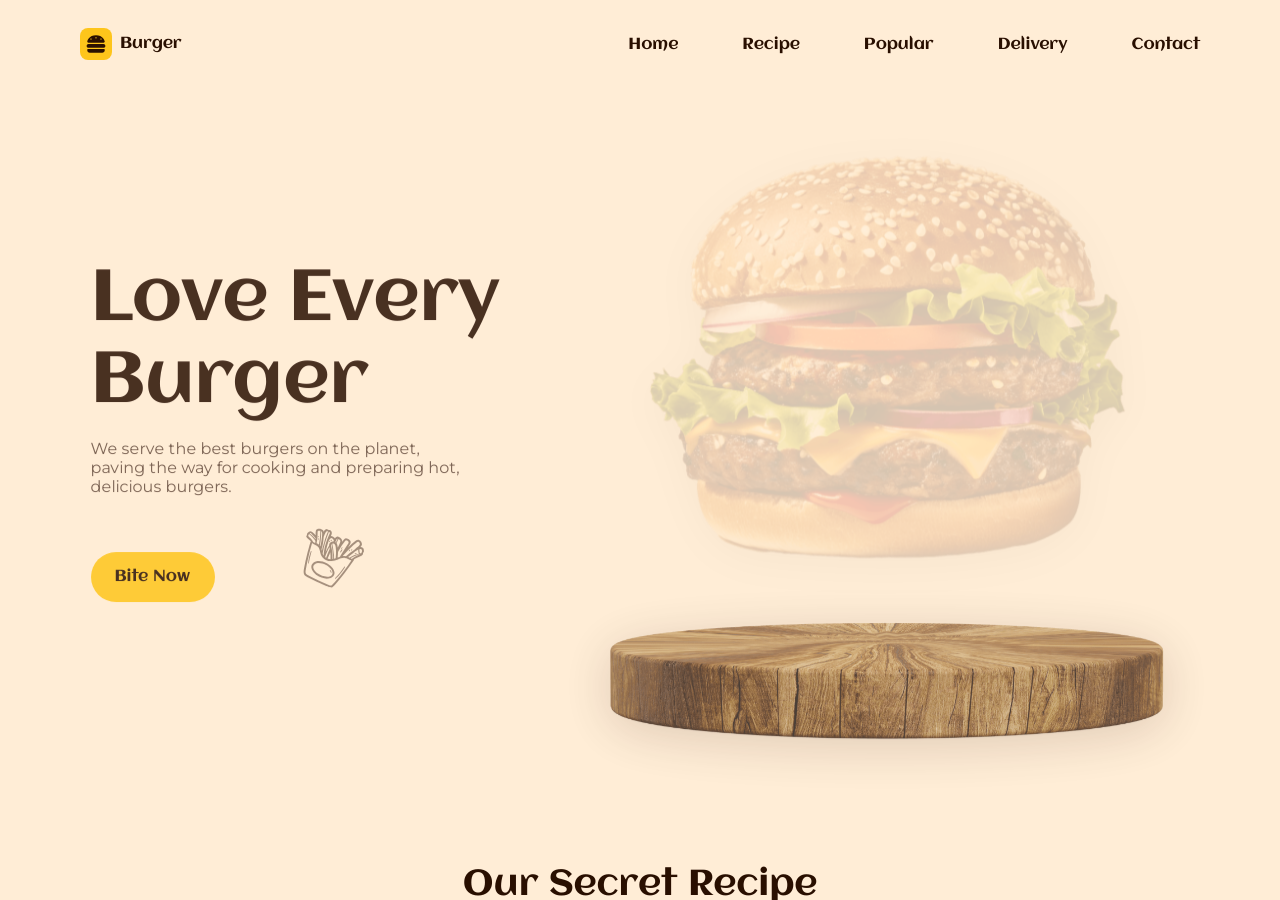 Burger
Home
Recipe
Popular
Delivery
Contact
Love Every
Burger
We serve the best burgers on the planet,
paving the way for cooking and preparing hot,
delicious burgers.
Bite Now
Our Secret Recipe